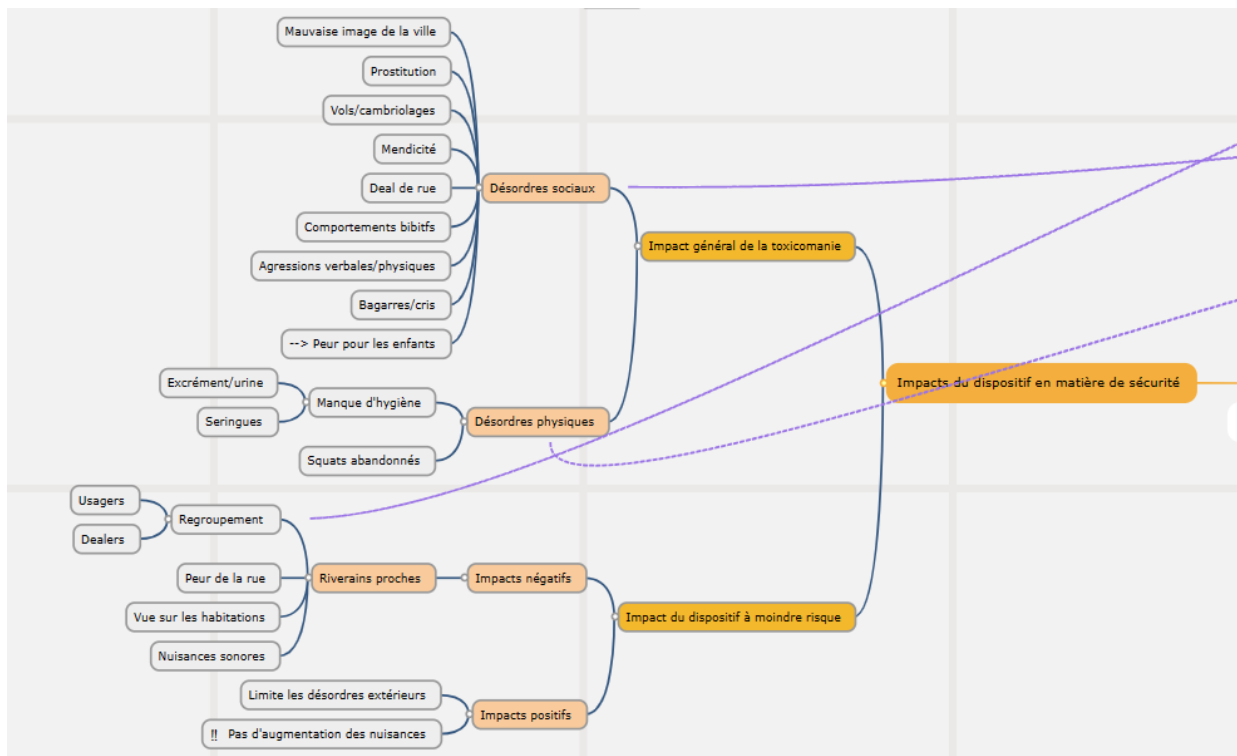 Mauvaise image de la ville
Prostitution
Vols/cambriolages
Mendicité
Deal de rue
Comportements bibitfs
Agressions verbales/physiques
Bagarres/cris
--> Peur pour les enfants
Désordres sociaux
Impact général de la toxicomanie
Excrément/urine
Seringues
Manque d'hygiène
Squats abandonnés
Désordres physiques
Impacts du dispositif en matière de sécurité
Usagers
Dealers
Regroupement
Peur de la rue
Vue sur les habitations
Nuisances sonores
Riverains proches
Impacts négatifs
Impact du dispositif à moindre risque
Limite les désordres extérieurs
!! Pas d'augmentation des nuisances
Impacts positifs